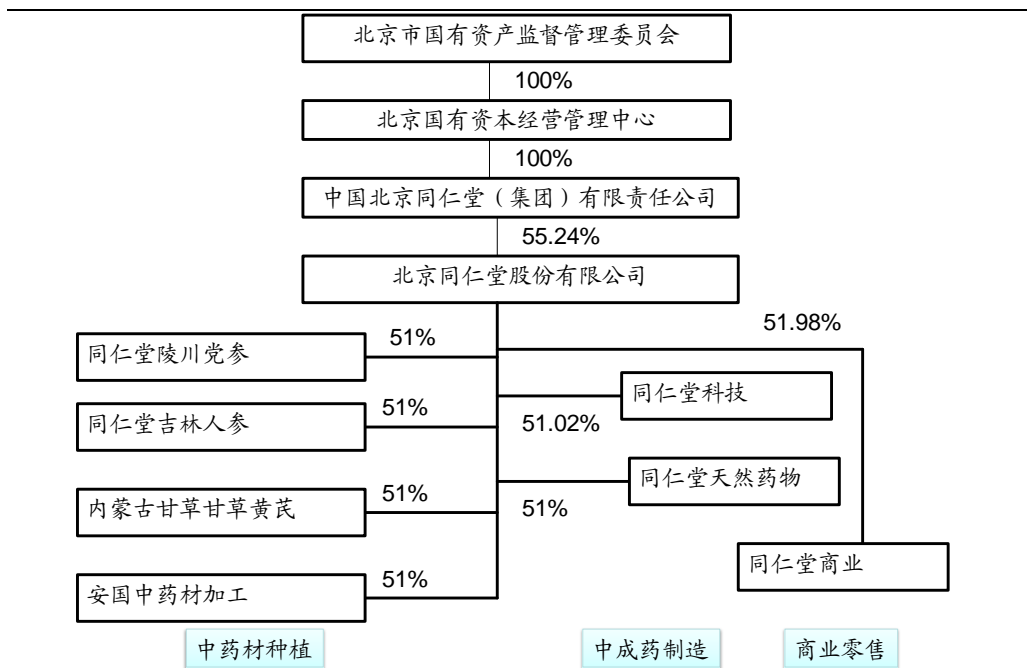 北京市国有资产监督管理委员会
100%
北京国有资本经营管理中心
100%
中国北京同仁堂（集团）有限责任公司
55.24%
北京同仁堂股份有限公司
51.98%
51%
同仁堂陵川党参
同仁堂科技
51%
51.02%
同仁堂吉林人参
同仁堂天然药物
51%
51%
内蒙古甘草甘草黄芪
同仁堂商业
51%
安国中药材加工
中药材种植
中成药制造
商业零售